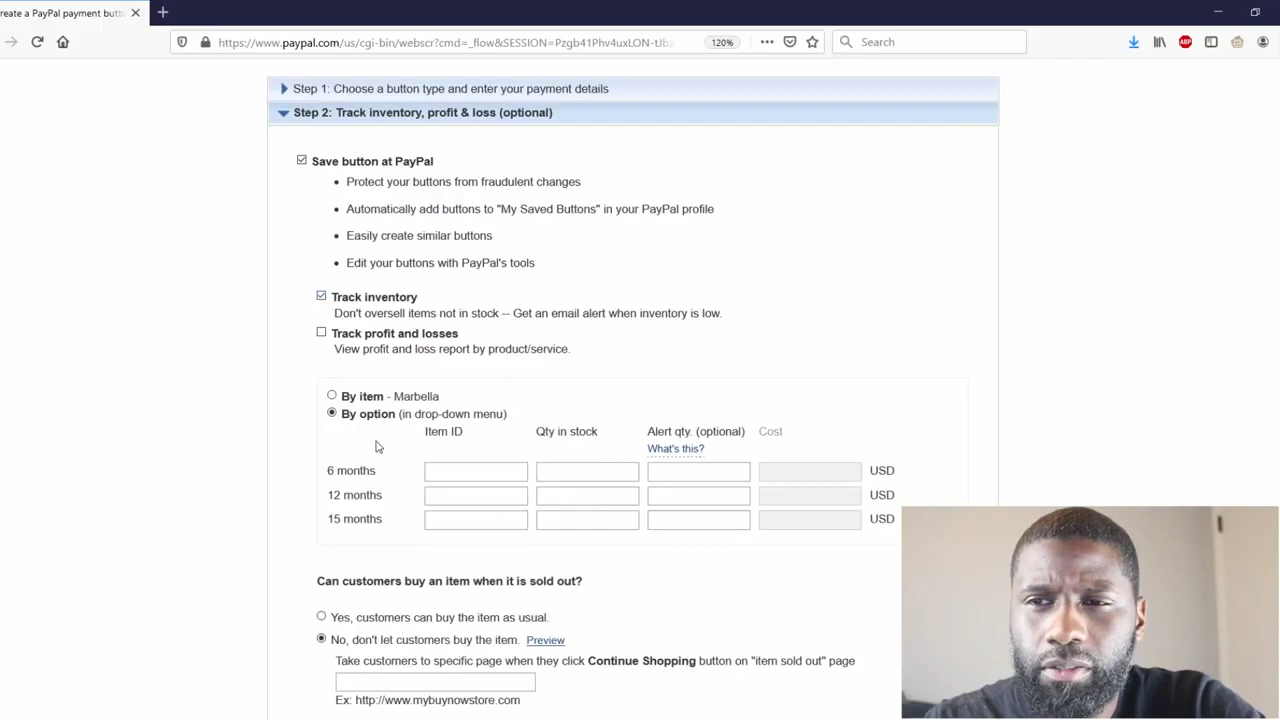 reate a PayPal payment butt
https://www.paypal.com/us/cgi-bin/webscr?cmd=_flow&SESSION=Pzgb41Phv4uxLON-tJba
120%
Search
ABP
Step 1: Choose a button type and enter your payment details
Step 2: Track inventory, profit & loss (optional)
Save button at PayPal
Protect your buttons from fraudulent changes
Automatically add buttons to "My Saved Buttons" in your PayPal profile
Easily create similar buttons
Edit your buttons with PayPal's tools
Track inventory
Don't oversell items not in stock -- Get an email alert when inventory is low.
Track profit and losses
View profit and loss report by product/service.
By item - Marbella
By option (in drop-down menu)
Item ID Qty in stock Alert qty. (optional) Cost
What's this?
6 months USD
12 months USD
15 months USD
Can customers buy an item when it is sold out?
Yes, customers can buy the item as usual.
No, don't let customers buy the item. Preview
Take customers to specific page when they click Continue Shopping button on "item sold out" page
Ex: http://www.mybuynowstore.com